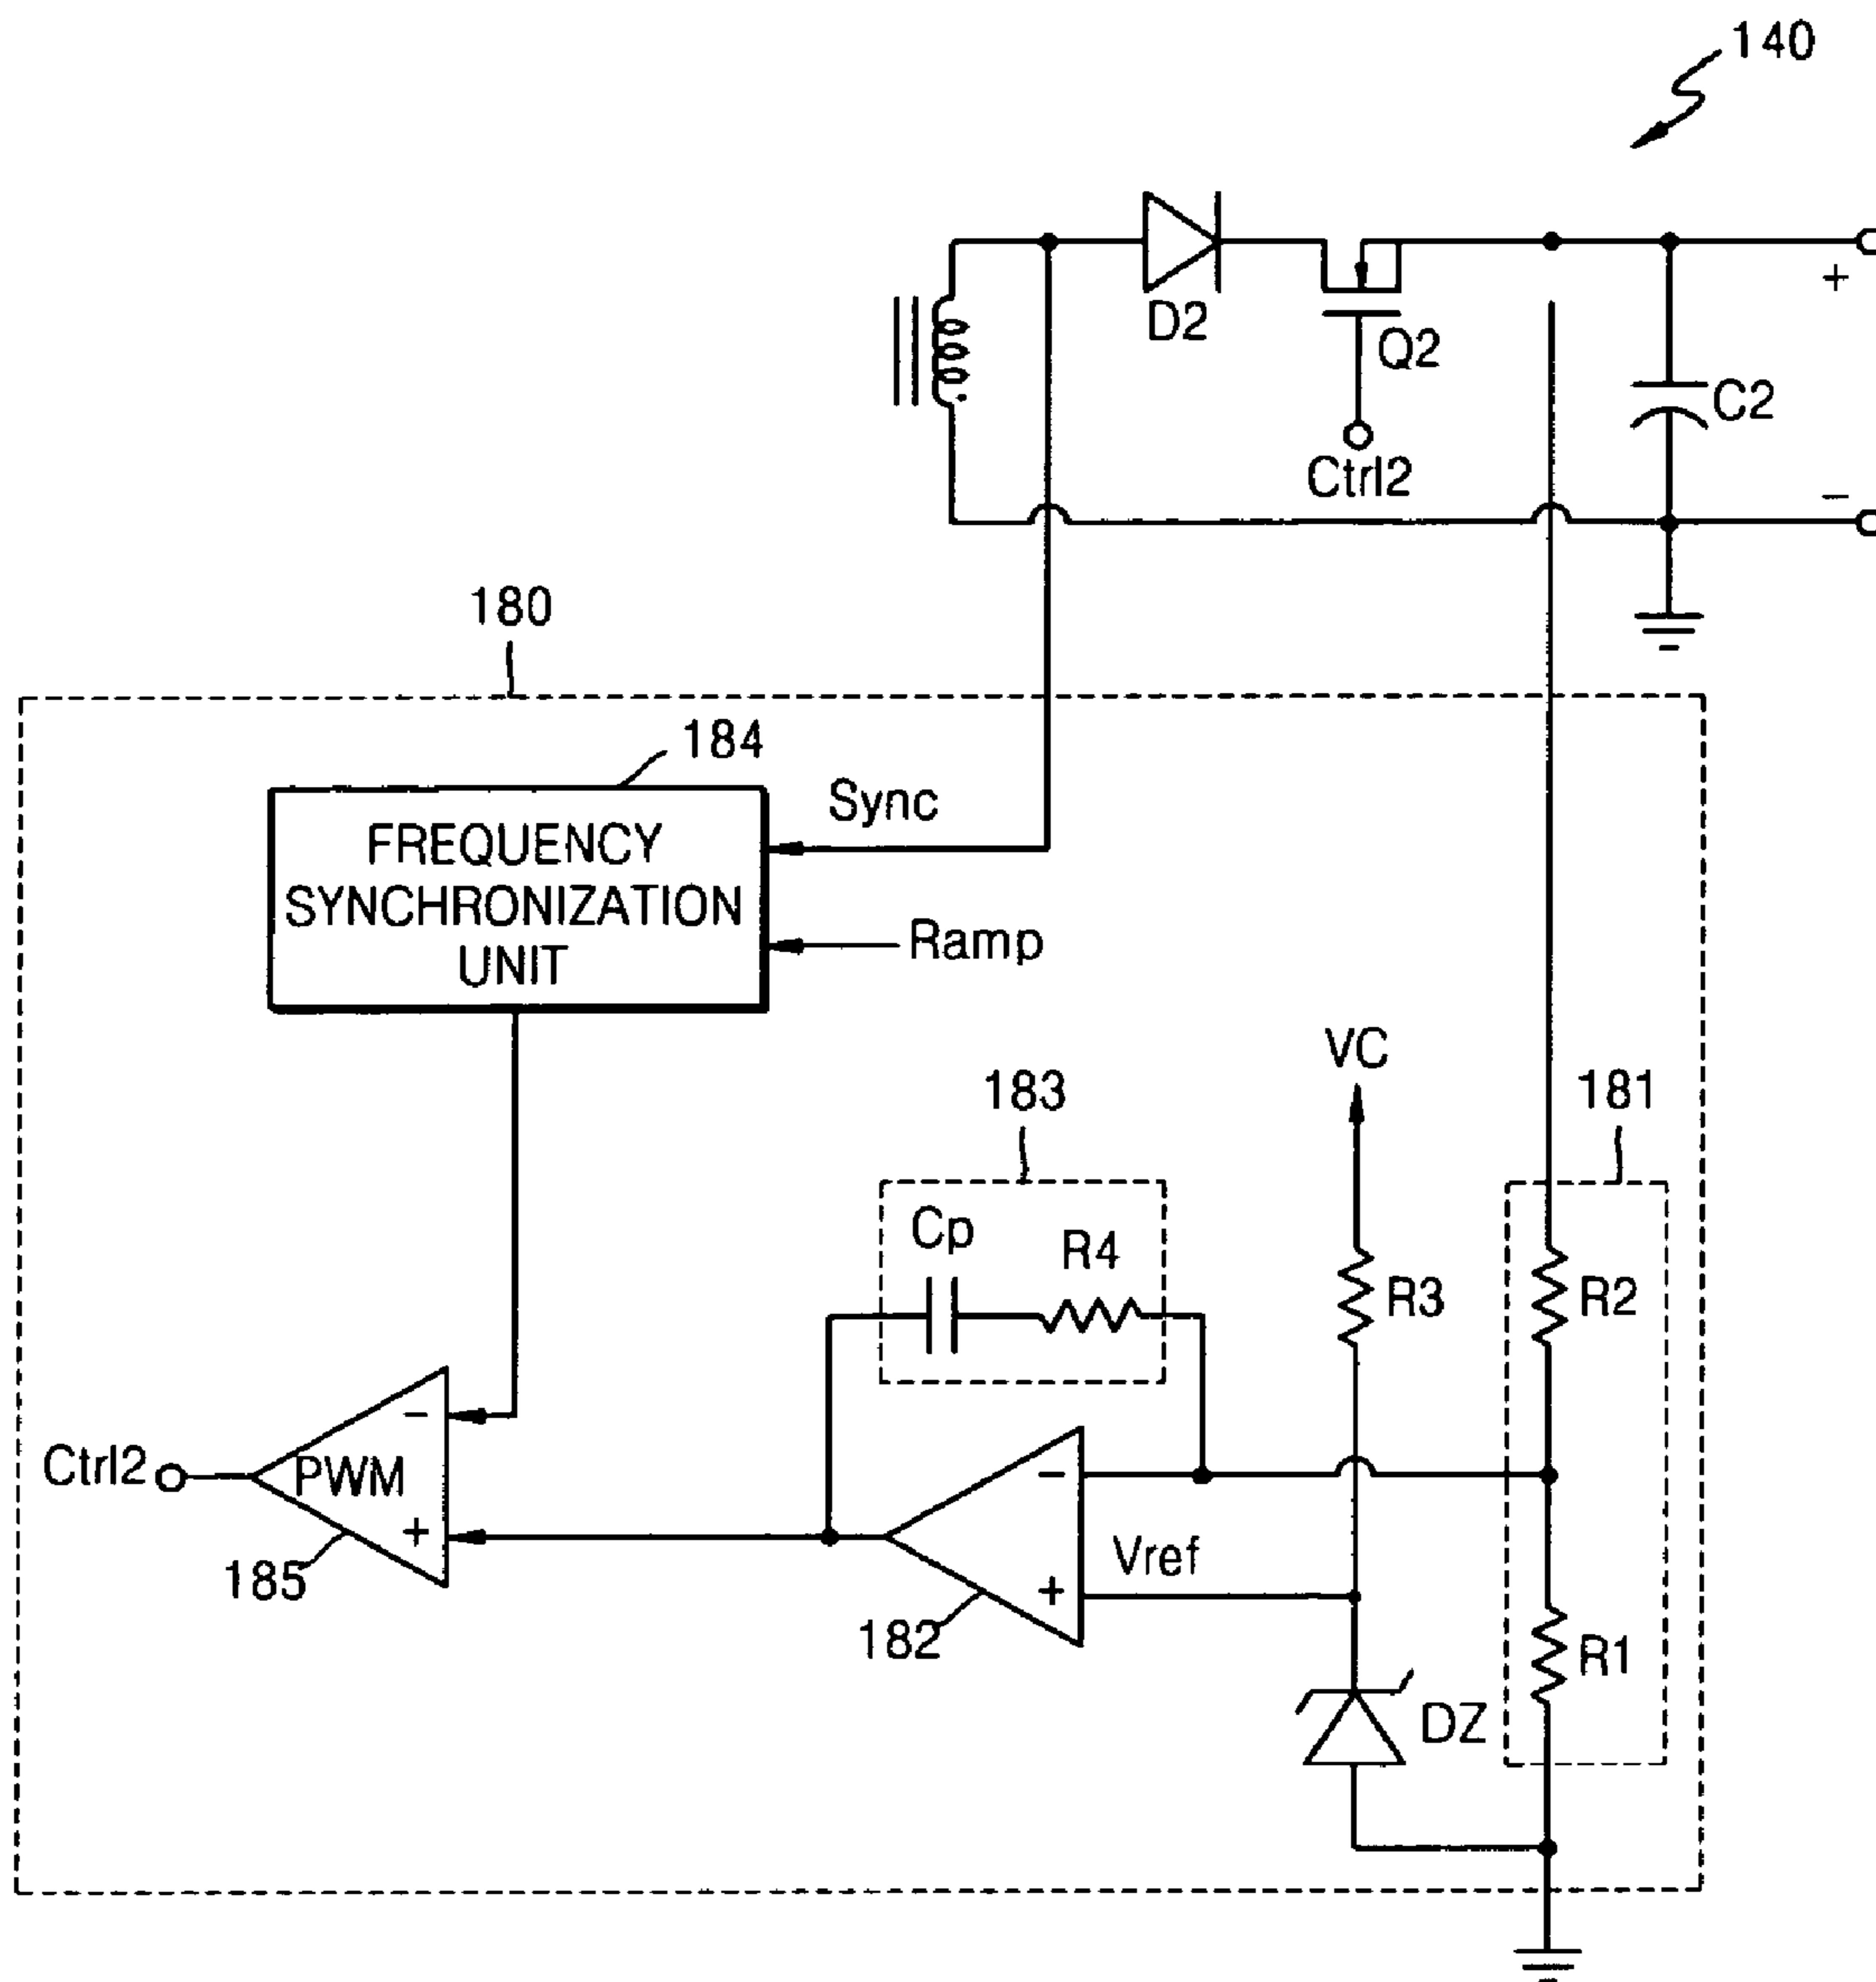 140
D2
Q2
+
C2
Ctrl2
−
180
184
Sync
FREQUENCY
SYNCHRONIZATION
UNIT
Ramp
VC
183
181
Cp
R4
R3
R2
−
Ctrl2
PWM
−
+
Vref
185
+
182
R1
DZ